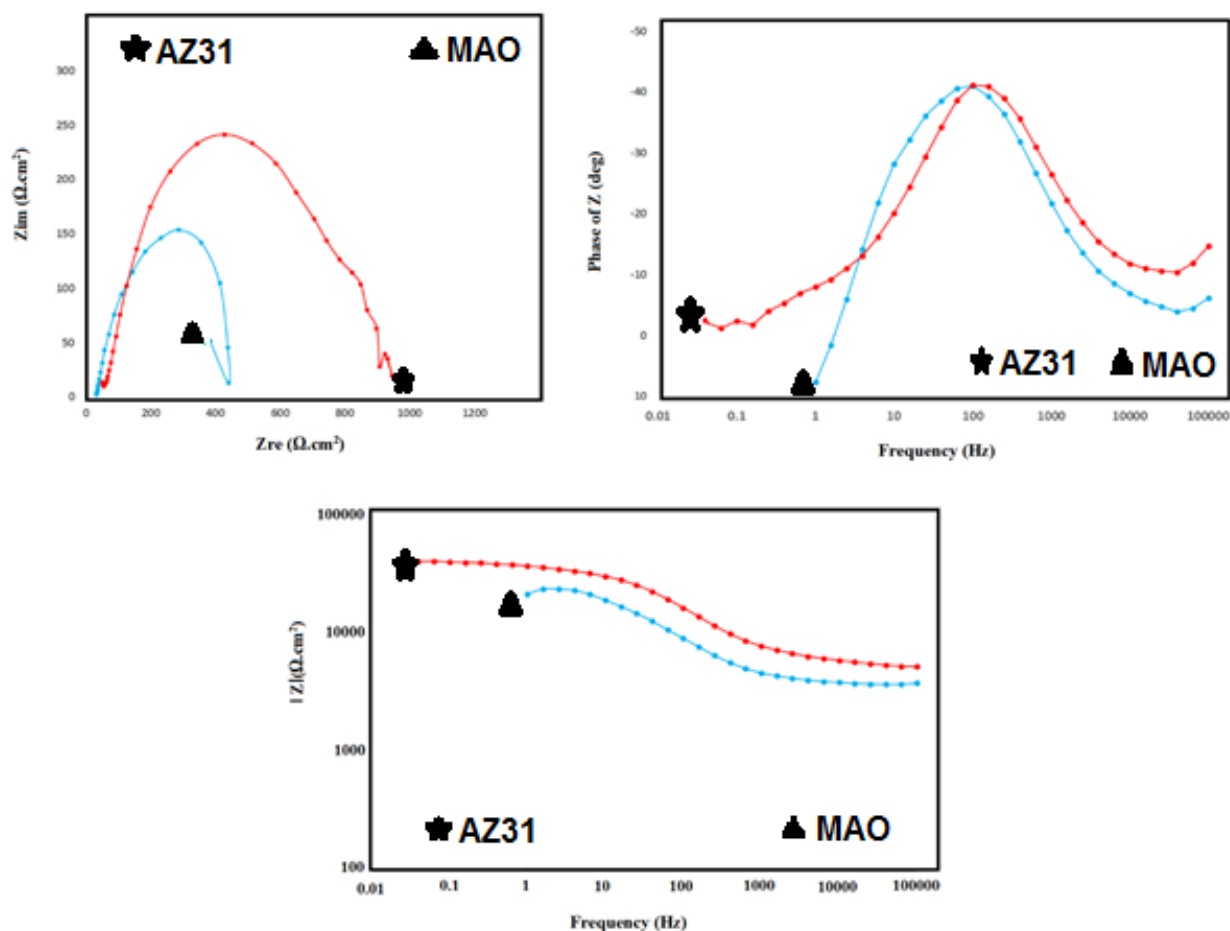 AZ31
MAO
300
250
200
150
100
50
0
0 200 400 600 800 1000 1200
Zim (Ω.cm²)
Zre (Ω.cm²)
-50
-40
-30
-20
-10
0
10
0.01 0.1 1 10 100 1000 10000 100000
Phase of Z (deg)
AZ31
MAO
Frequency (Hz)
100000
10000
1000
100
0.01 0.1 1 10 100 1000 10000 100000
| Z|(Ω.cm²)
AZ31
MAO
Frequency (Hz)